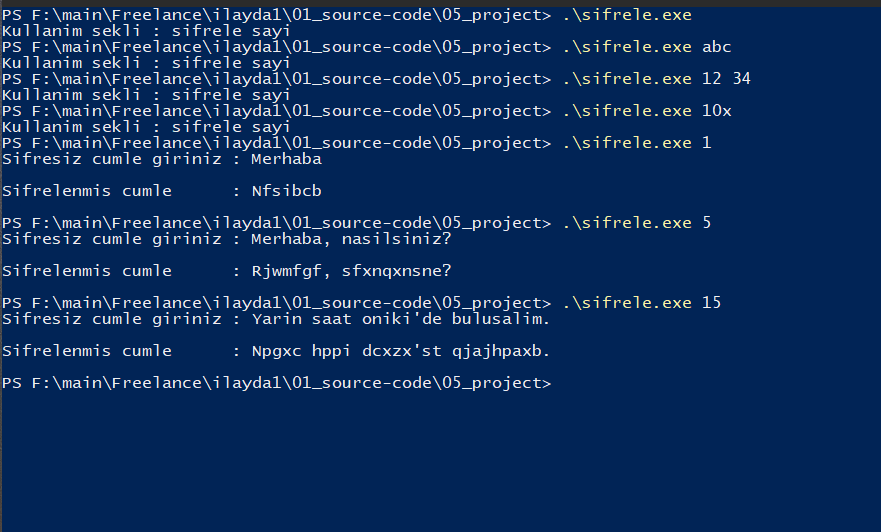 PS F:\main\Freelance\ilayda1\01_source-code\05_project> .\sifrele.exe
Kullanim sekli : sifrele sayi
PS F:\main\Freelance\ilayda1\01_source-code\05_project> .\sifrele.exe abc
Kullanim sekli : sifrele sayi
PS F:\main\Freelance\ilayda1\01_source-code\05_project> .\sifrele.exe 12 34
Kullanim sekli : sifrele sayi
PS F:\main\Freelance\ilayda1\01_source-code\05_project> .\sifrele.exe 10x
Kullanim sekli : sifrele sayi
PS F:\main\Freelance\ilayda1\01_source-code\05_project> .\sifrele.exe 1
Sifresiz cumle giriniz : Merhaba
Sifrelenmis cumle      : Nfsibcb
PS F:\main\Freelance\ilayda1\01_source-code\05_project> .\sifrele.exe 5
Sifresiz cumle giriniz : Merhaba, nasilsiniz?
Sifrelenmis cumle      : Rjwmfgf, sfxnqxnsne?
PS F:\main\Freelance\ilayda1\01_source-code\05_project> .\sifrele.exe 15
Sifresiz cumle giriniz : Yarin saat oniki'de bulusalim.
Sifrelenmis cumle      : Npgxc hppi dcxzx'st qjajhpaxb.
PS F:\main\Freelance\ilayda1\01_source-code\05_project>